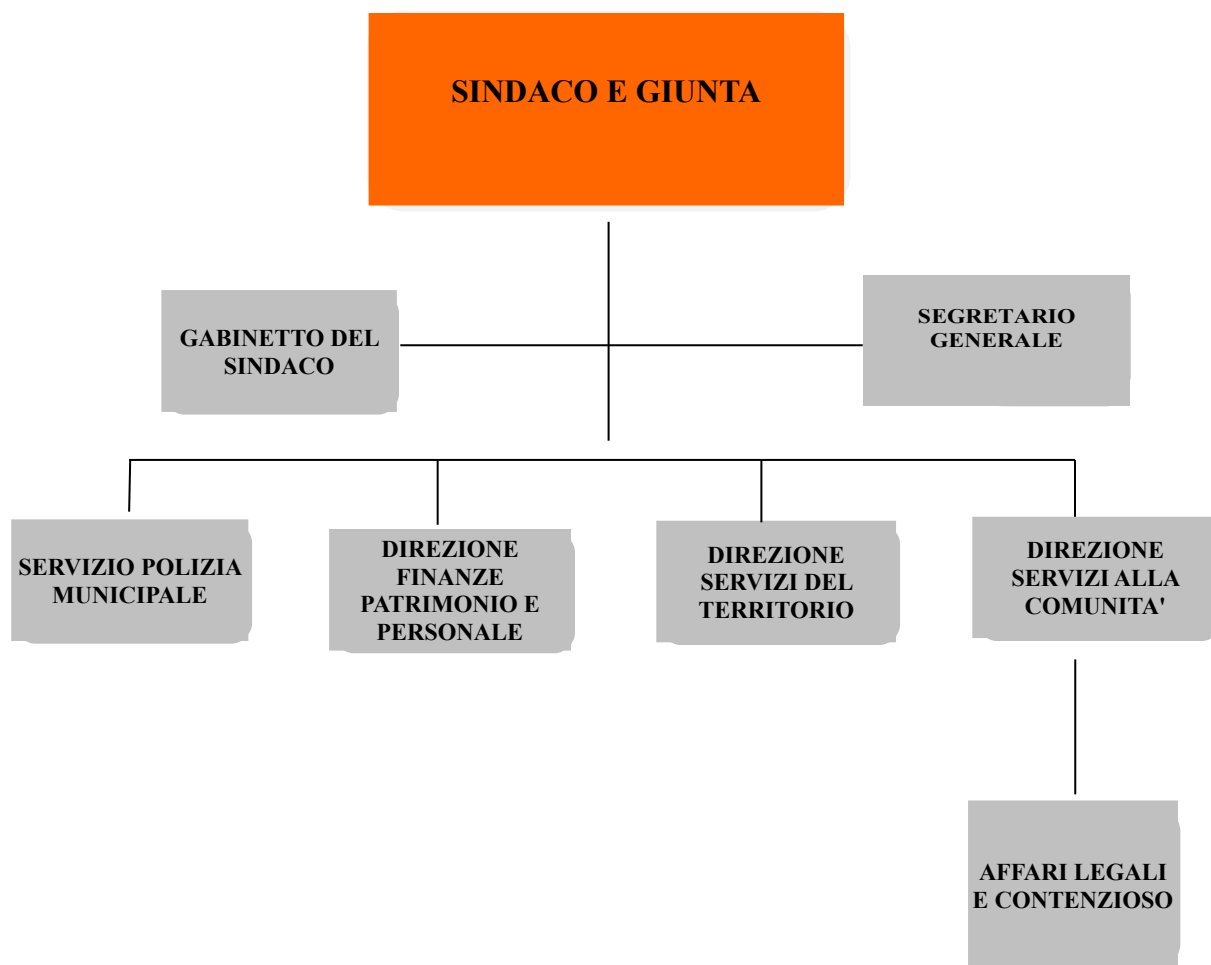 SINDACO E GIUNTA
GABINETTO DEL
SINDACO
SEGRETARIO
GENERALE
SERVIZIO POLIZIA
MUNICIPALE
DIREZIONE
FINANZE
PATRIMONIO E
PERSONALE
DIREZIONE
SERVIZI DEL
TERRITORIO
DIREZIONE
SERVIZI ALLA
COMUNITA'
AFFARI LEGALI
E CONTENZIOSO